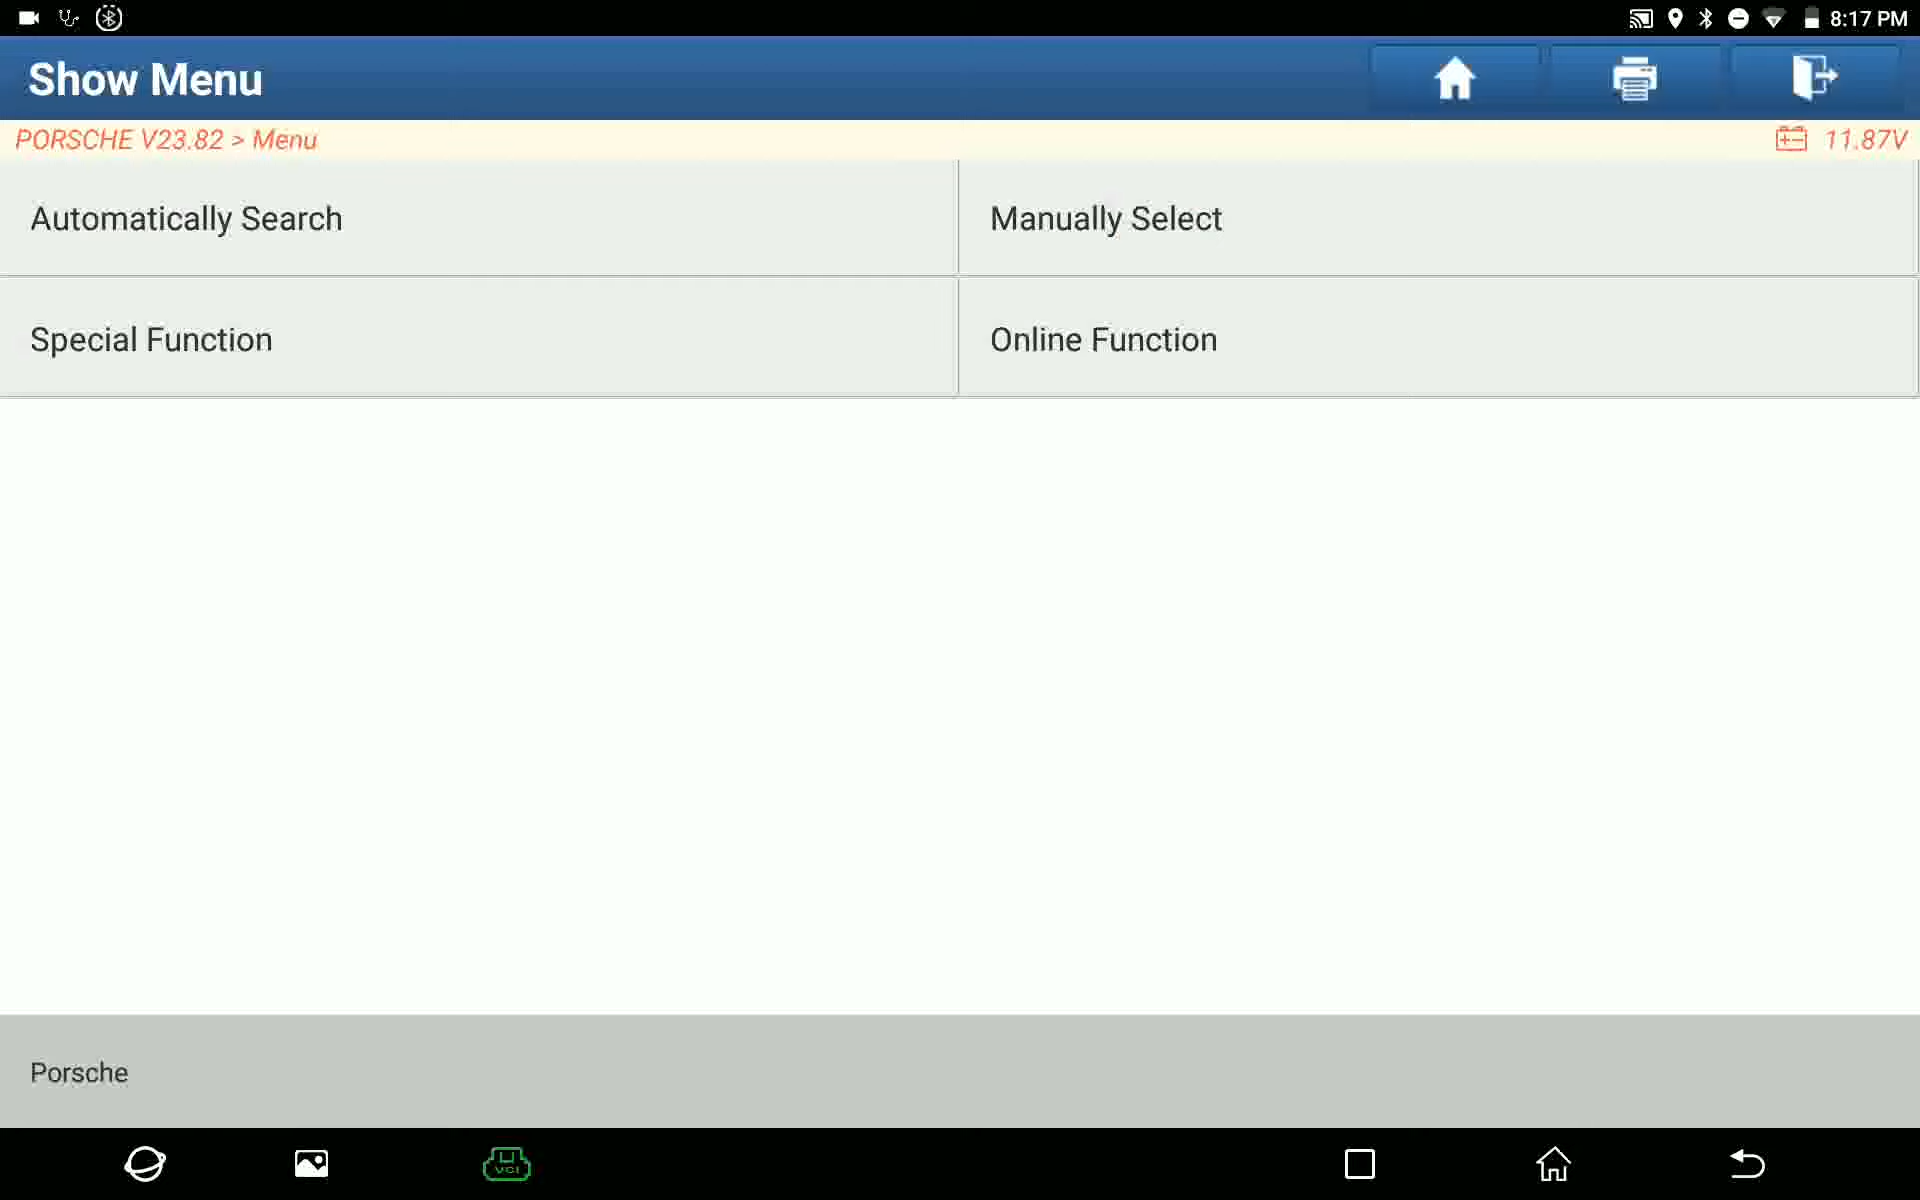 8:17 PM
Show Menu
PORSCHE V23.82 > Menu
11.87V
Automatically Search
Manually Select
Special Function
Online Function
Porsche
VCI